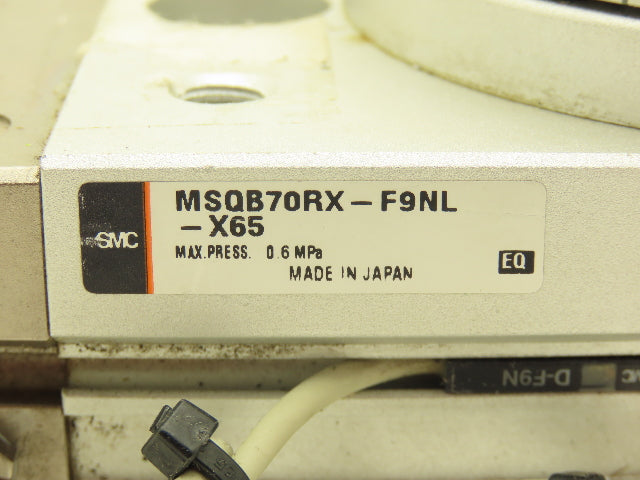 MSQB70RX-F9NL
-X65
SMC
MAX.PRESS. 0.6 MPa
MADE IN JAPAN
EQ
D-F9N